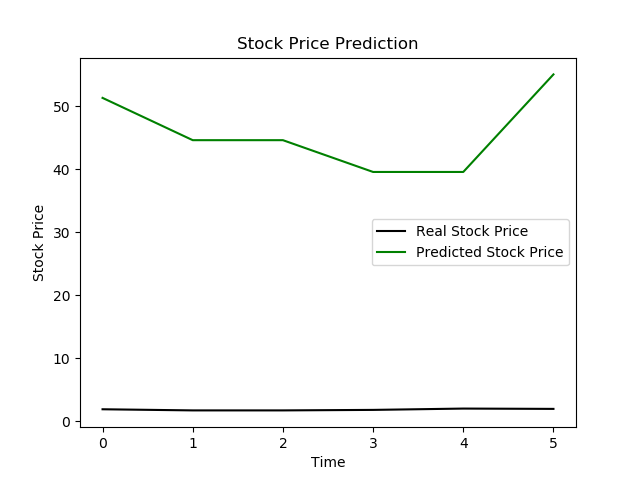 Stock Price Prediction
50
40
30
20
10
0
Stock Price
Real Stock Price
Predicted Stock Price
0 1 2 3 4 5
Time